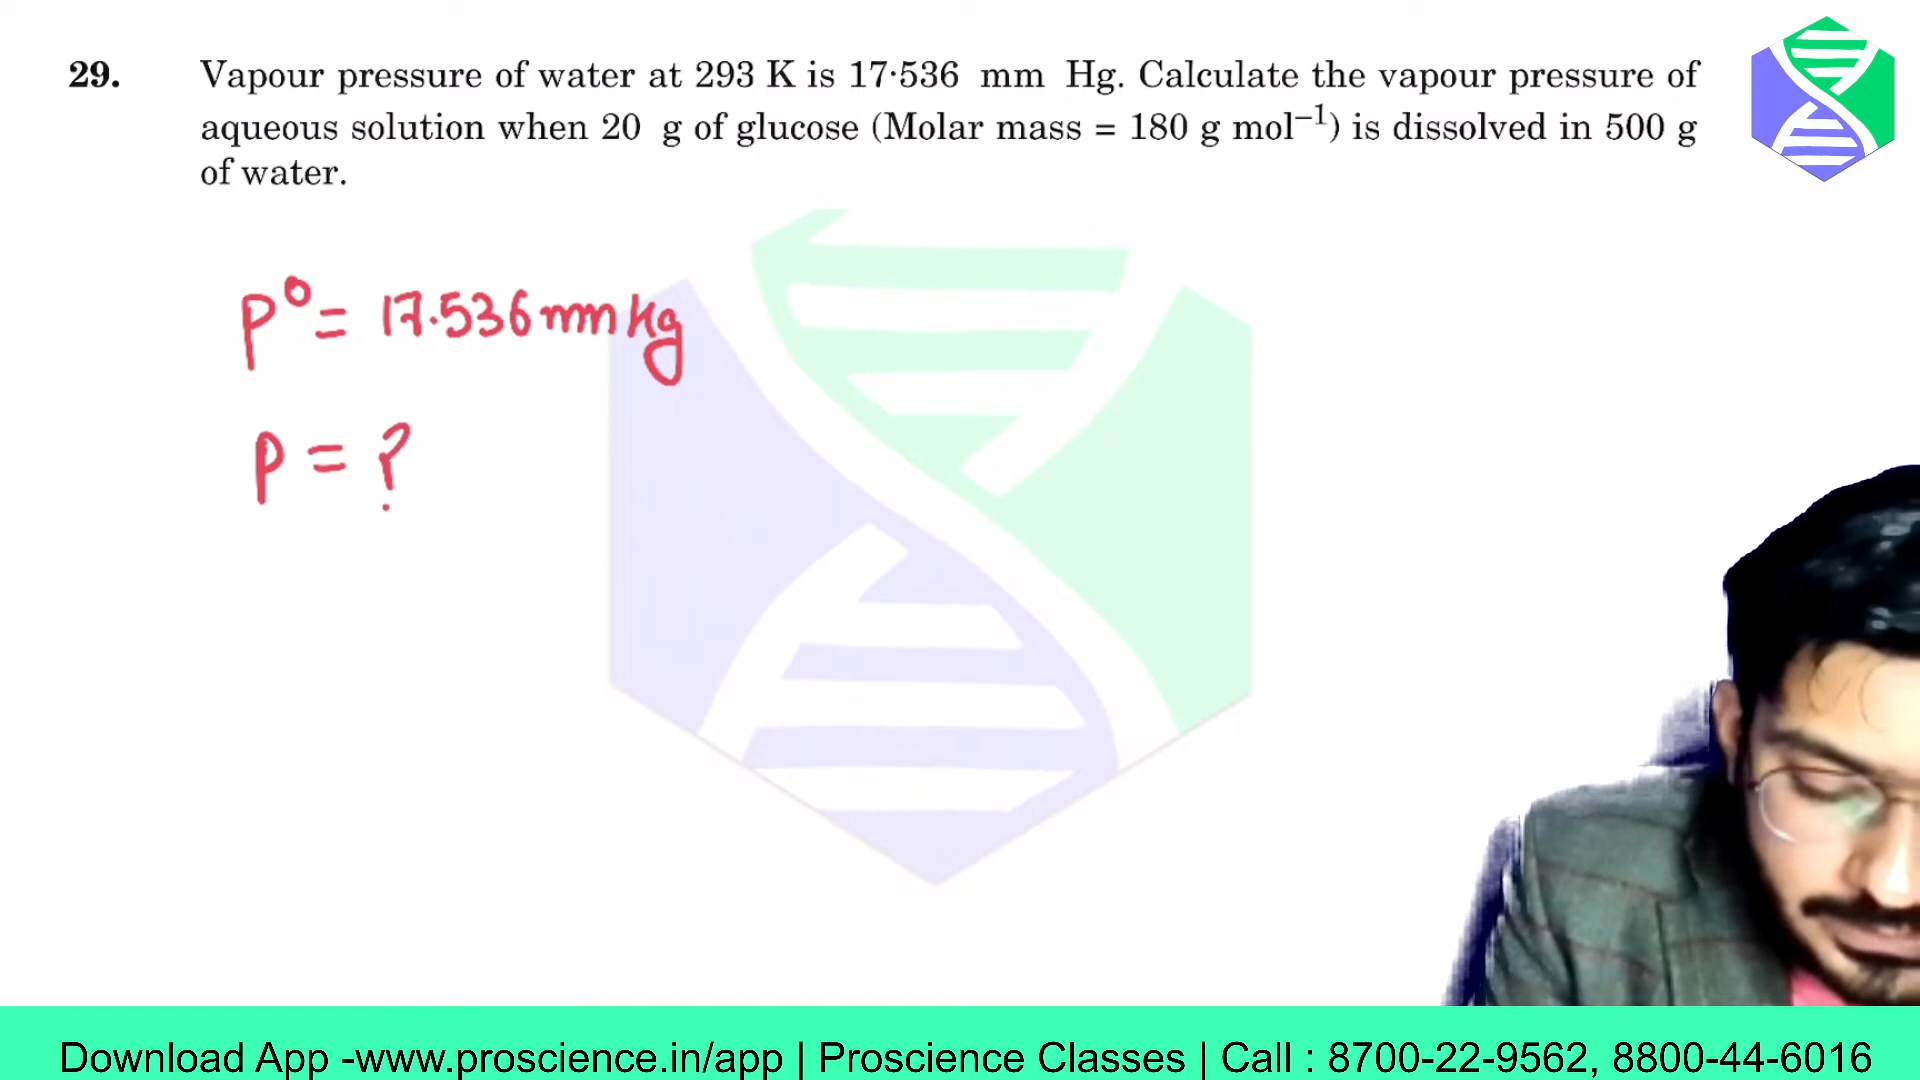 29. Vapour pressure of water at 293 K is 17·536 mm Hg. Calculate the vapour pressure of
aqueous solution when 20 g of glucose (Molar mass = 180 g mol⁻¹) is dissolved in 500 g
of water.
P⁰ = 17.536 mm Hg
P = ?
Download App -www.proscience.in/app | Proscience Classes | Call : 8700-22-9562, 8800-44-6016